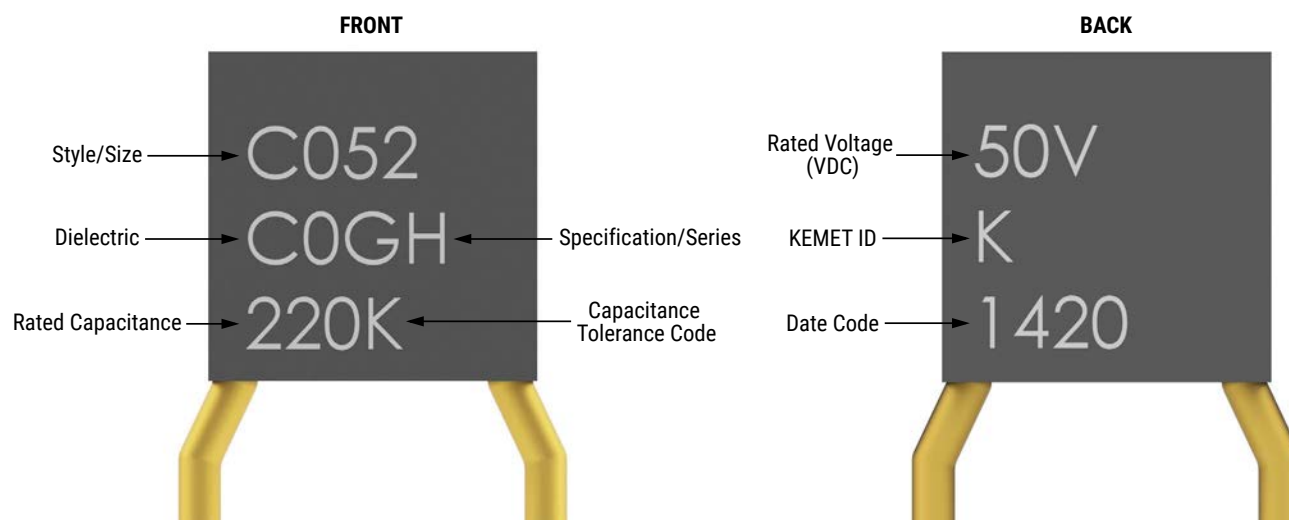 FRONT
Style/Size
C052
Dielectric
C0GH
Specification/Series
Rated Capacitance
220K
Capacitance
Tolerance Code
BACK
Rated Voltage
(VDC)
50V
KEMET ID
K
Date Code
1420